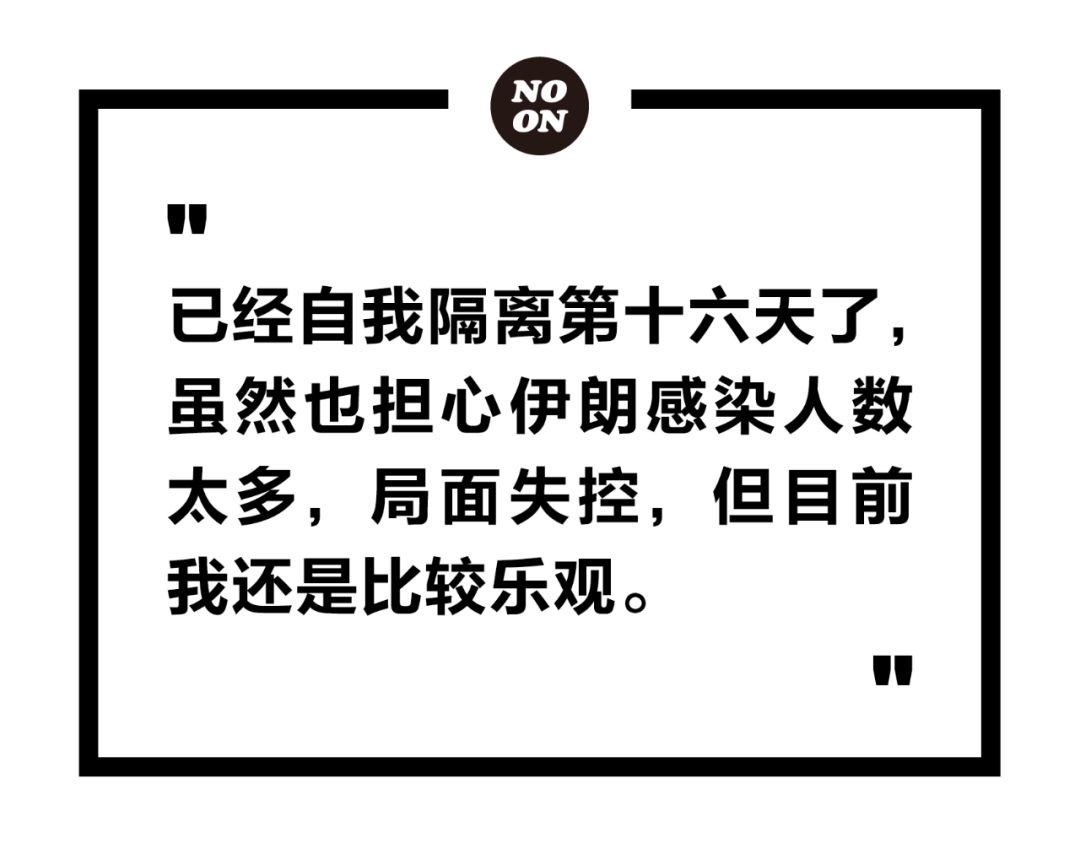 NO
ON
"
已经自我隔离第十六天了，
虽然也担心伊朗感染人数
太多，局面失控，但目前
我还是比较乐观。
"